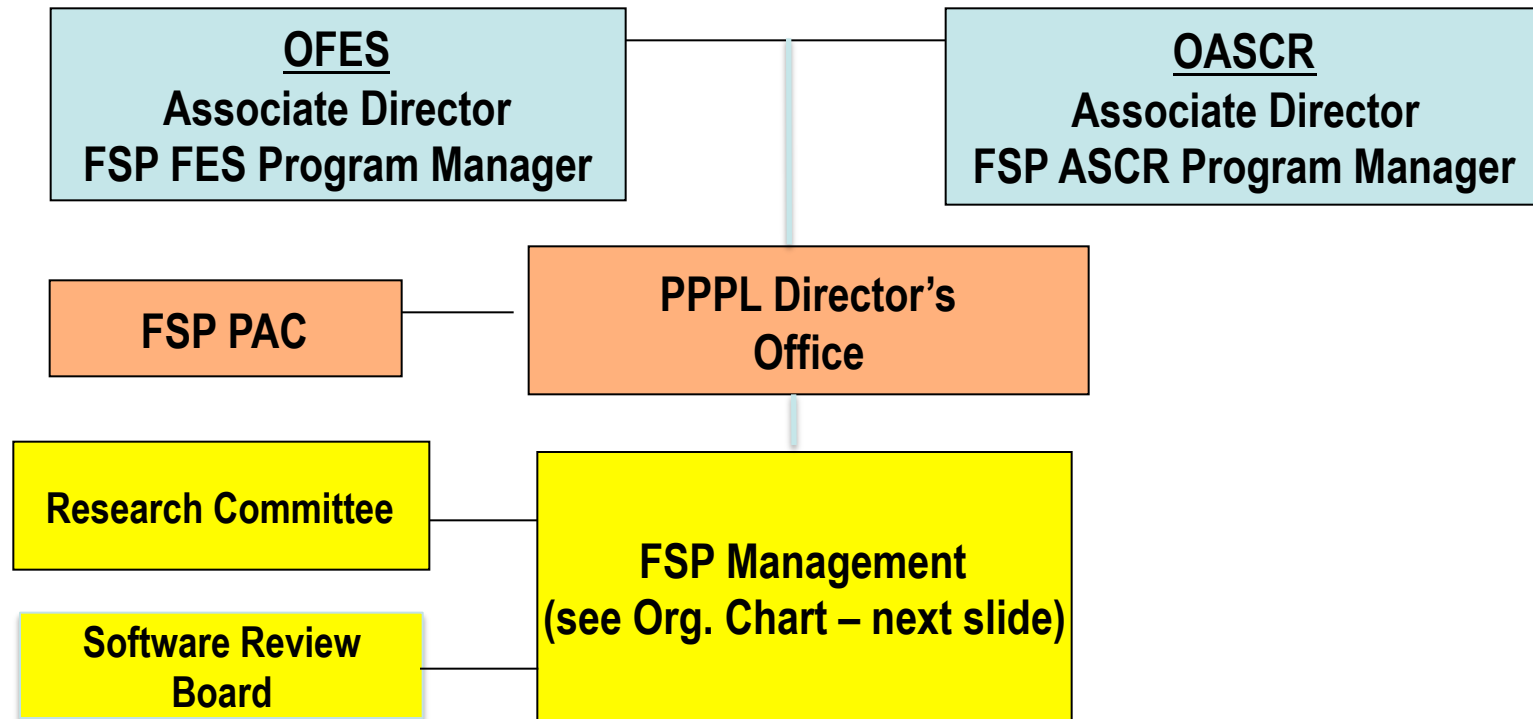 OFES
Associate Director
FSP FES Program Manager
OASCR
Associate Director
FSP ASCR Program Manager
FSP PAC
PPPL Director’s
Office
Research Committee
FSP Management
(see Org. Chart – next slide)
Software Review
Board